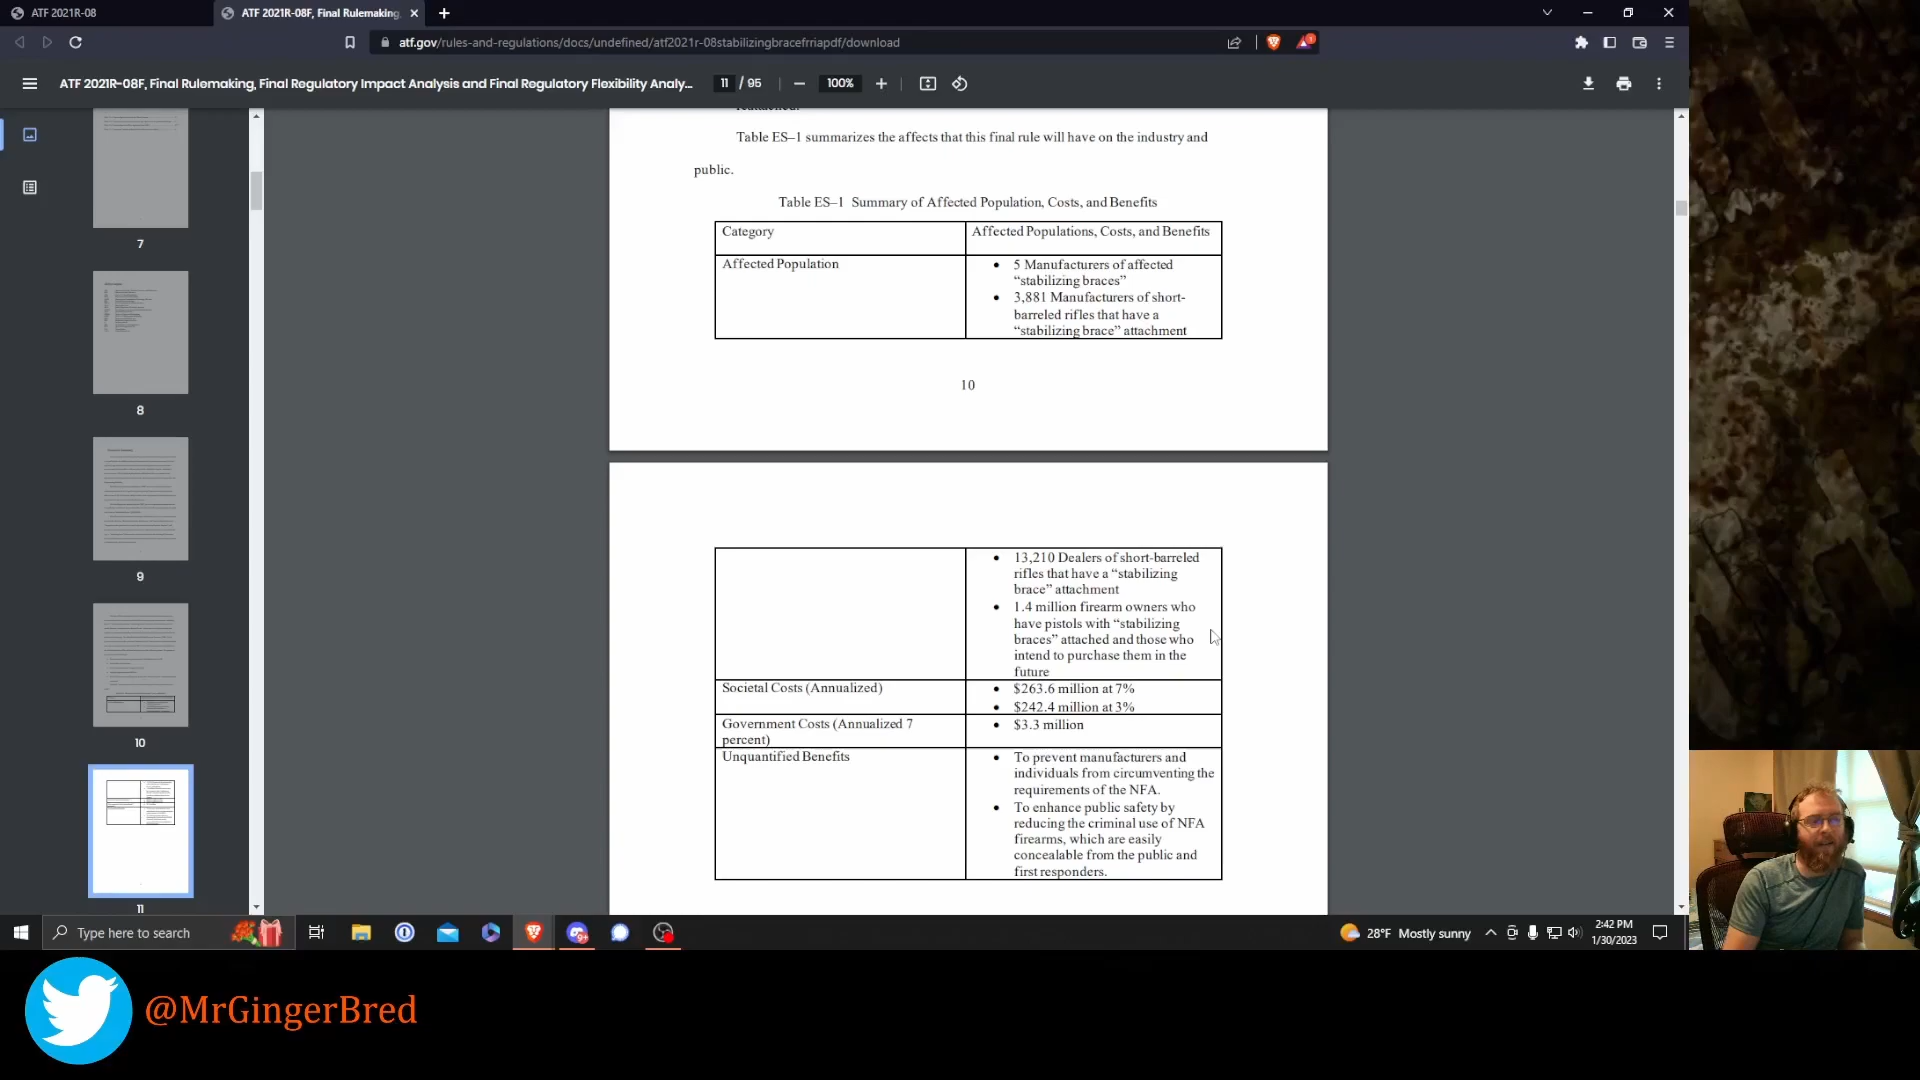 ATF 2021R-08
ATF 2021R-08F, Final Rulemaking,
atf.gov/rules-and-regulations/docs/undefined/atf2021r-08stabilizingbracefrriapdf/download
ATF 2021R-08F, Final Rulemaking, Final Regulatory Impact Analysis and Final Regulatory Flexibility Analy...
11 / 95
100%
7
8
9
10
11
Table ES–1 summarizes the affects that this final rule will have on the industry and
public.
Table ES–1 Summary of Affected Population, Costs, and Benefits
Category
Affected Populations, Costs, and Benefits
Affected Population
• 5 Manufacturers of affected
“stabilizing braces”
• 3,881 Manufacturers of short-
barreled rifles that have a
“stabilizing brace” attachment
10
• 13,210 Dealers of short-barreled
rifles that have a “stabilizing
brace” attachment
• 1.4 million firearm owners who
have pistols with “stabilizing
braces” attached and those who
intend to purchase them in the
future
Societal Costs (Annualized)
• $263.6 million at 7%
• $242.4 million at 3%
Government Costs (Annualized 7
percent)
• $3.3 million
Unquantified Benefits
• To prevent manufacturers and
individuals from circumventing the
requirements of the NFA.
• To enhance public safety by
reducing the criminal use of NFA
firearms, which are easily
concealable from the public and
first responders.
Type here to search
28°F Mostly sunny
2:42 PM
1/30/2023
@MrGingerBred